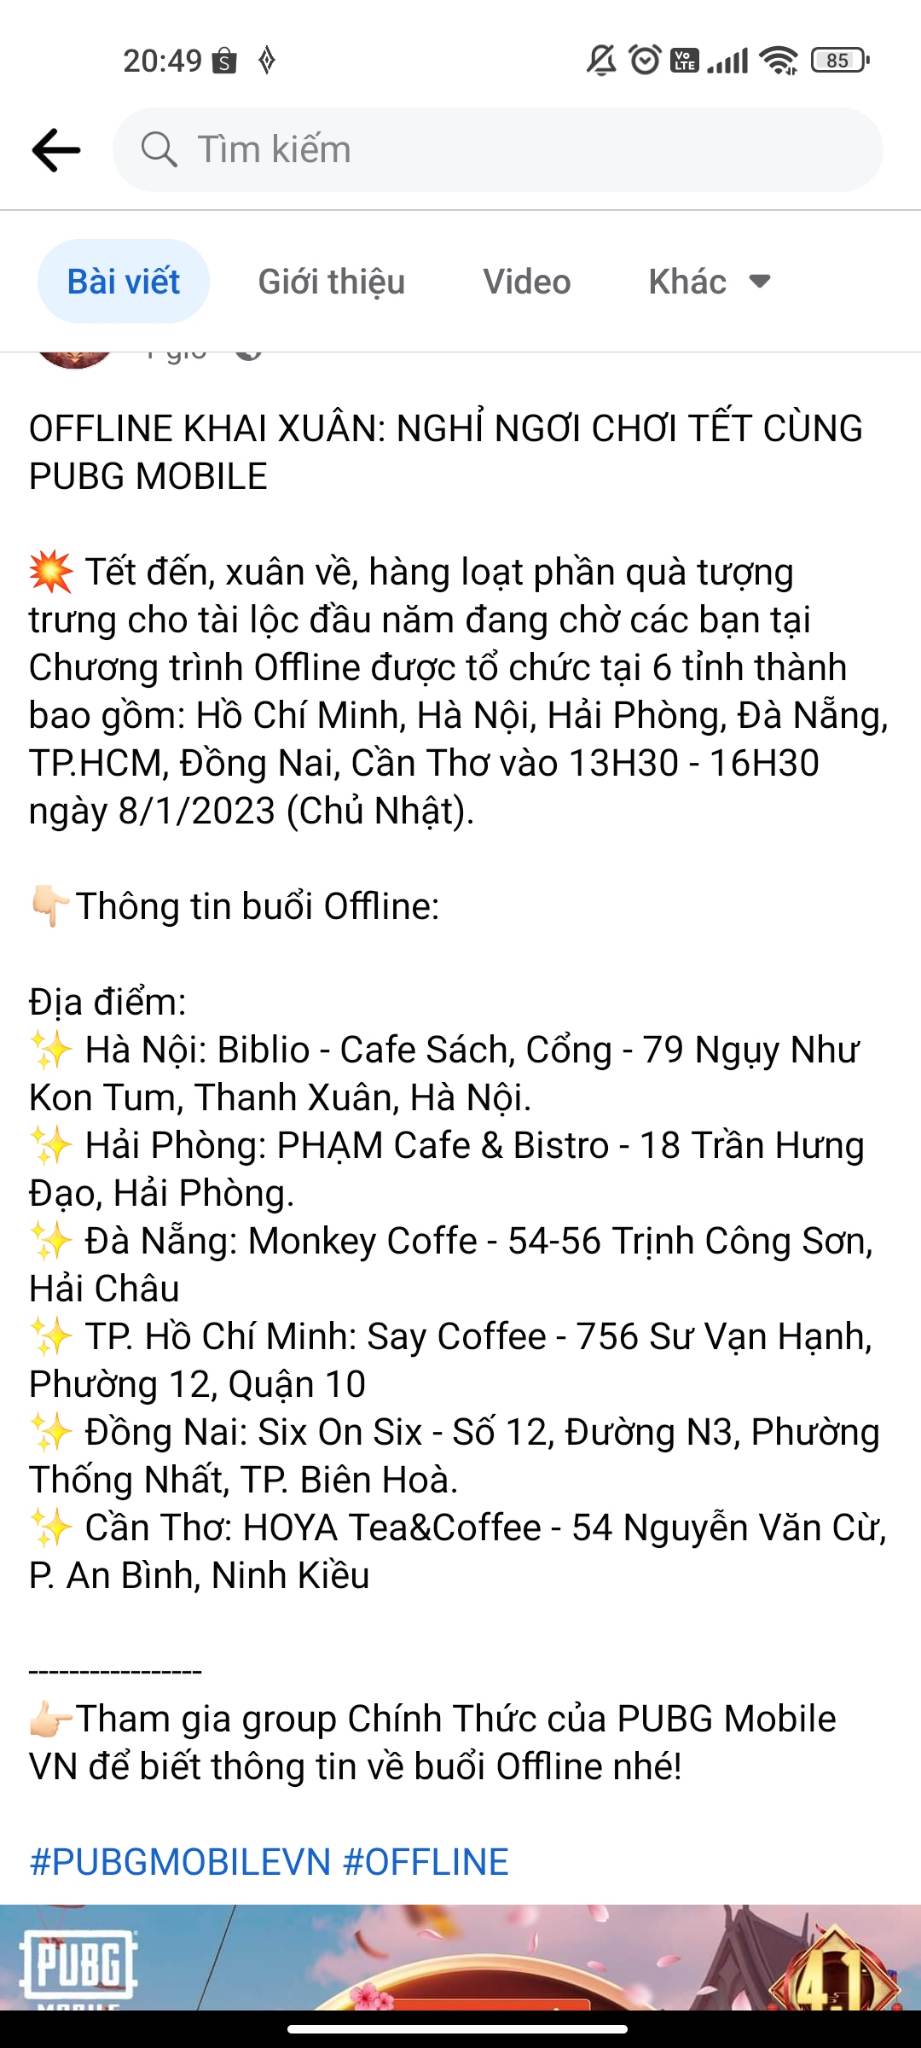 20:49
VoLTE
85
Tìm kiếm
Bài viết
Giới thiệu
Video
Khác
1 giờ
OFFLINE KHAI XUÂN: NGHỈ NGƠI CHƠI TẾT CÙNG
PUBG MOBILE
💥 Tết đến, xuân về, hàng loạt phần quà tượng
trưng cho tài lộc đầu năm đang chờ các bạn tại
Chương trình Offline được tổ chức tại 6 tỉnh thành
bao gồm: Hồ Chí Minh, Hà Nội, Hải Phòng, Đà Nẵng,
TP.HCM, Đồng Nai, Cần Thơ vào 13H30 - 16H30
ngày 8/1/2023 (Chủ Nhật).
👇🏻Thông tin buổi Offline:
Địa điểm:
✨ Hà Nội: Biblio - Cafe Sách, Cổng - 79 Ngụy Như
Kon Tum, Thanh Xuân, Hà Nội.
✨ Hải Phòng: PHẠM Cafe & Bistro - 18 Trần Hưng
Đạo, Hải Phòng.
✨ Đà Nẵng: Monkey Coffe - 54-56 Trịnh Công Sơn,
Hải Châu
✨ TP. Hồ Chí Minh: Say Coffee - 756 Sư Vạn Hạnh,
Phường 12, Quận 10
✨ Đồng Nai: Six On Six - Số 12, Đường N3, Phường
Thống Nhất, TP. Biên Hoà.
✨ Cần Thơ: HOYA Tea&Coffee - 54 Nguyễn Văn Cừ,
P. An Bình, Ninh Kiều
-----------------
👉🏻Tham gia group Chính Thức của PUBG Mobile
VN để biết thông tin về buổi Offline nhé!
#PUBGMOBILEVN #OFFLINE
PUBG
MOBILE
4.1